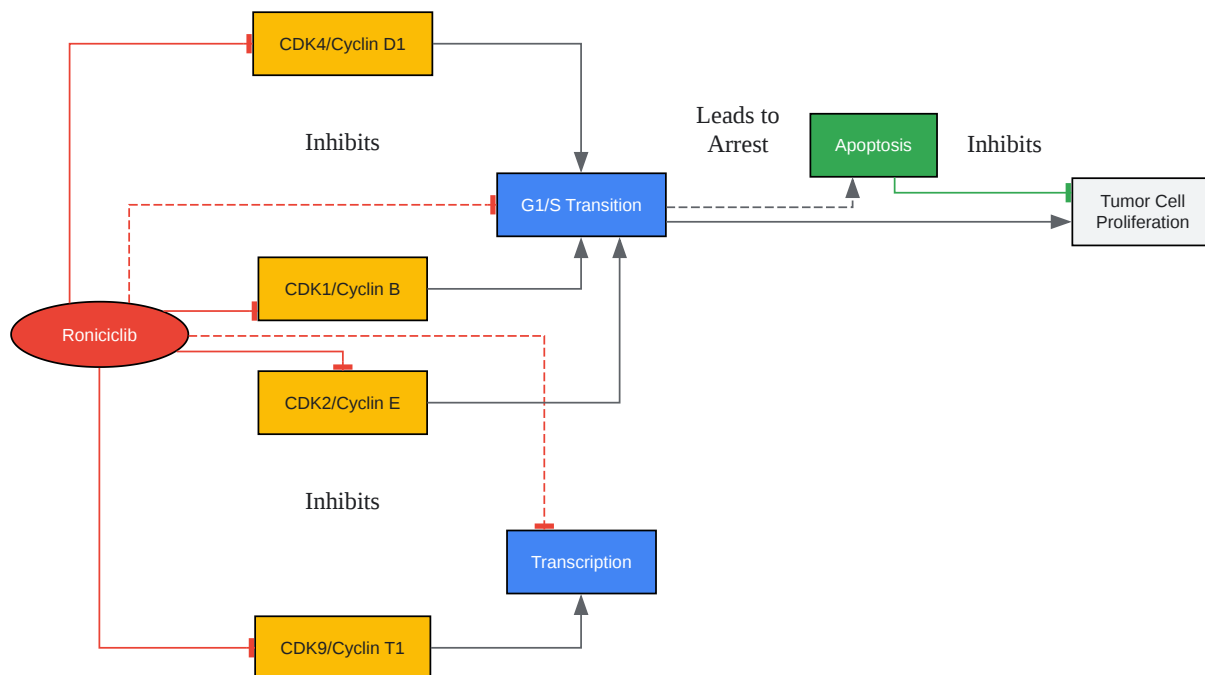 CDK4/Cyclin D1
Inhibits
Leads to
Arrest
Apoptosis
Inhibits
G1/S Transition
Tumor Cell
Proliferation
CDK1/Cyclin B
Roniciclib
CDK2/Cyclin E
Inhibits
Transcription
CDK9/Cyclin T1